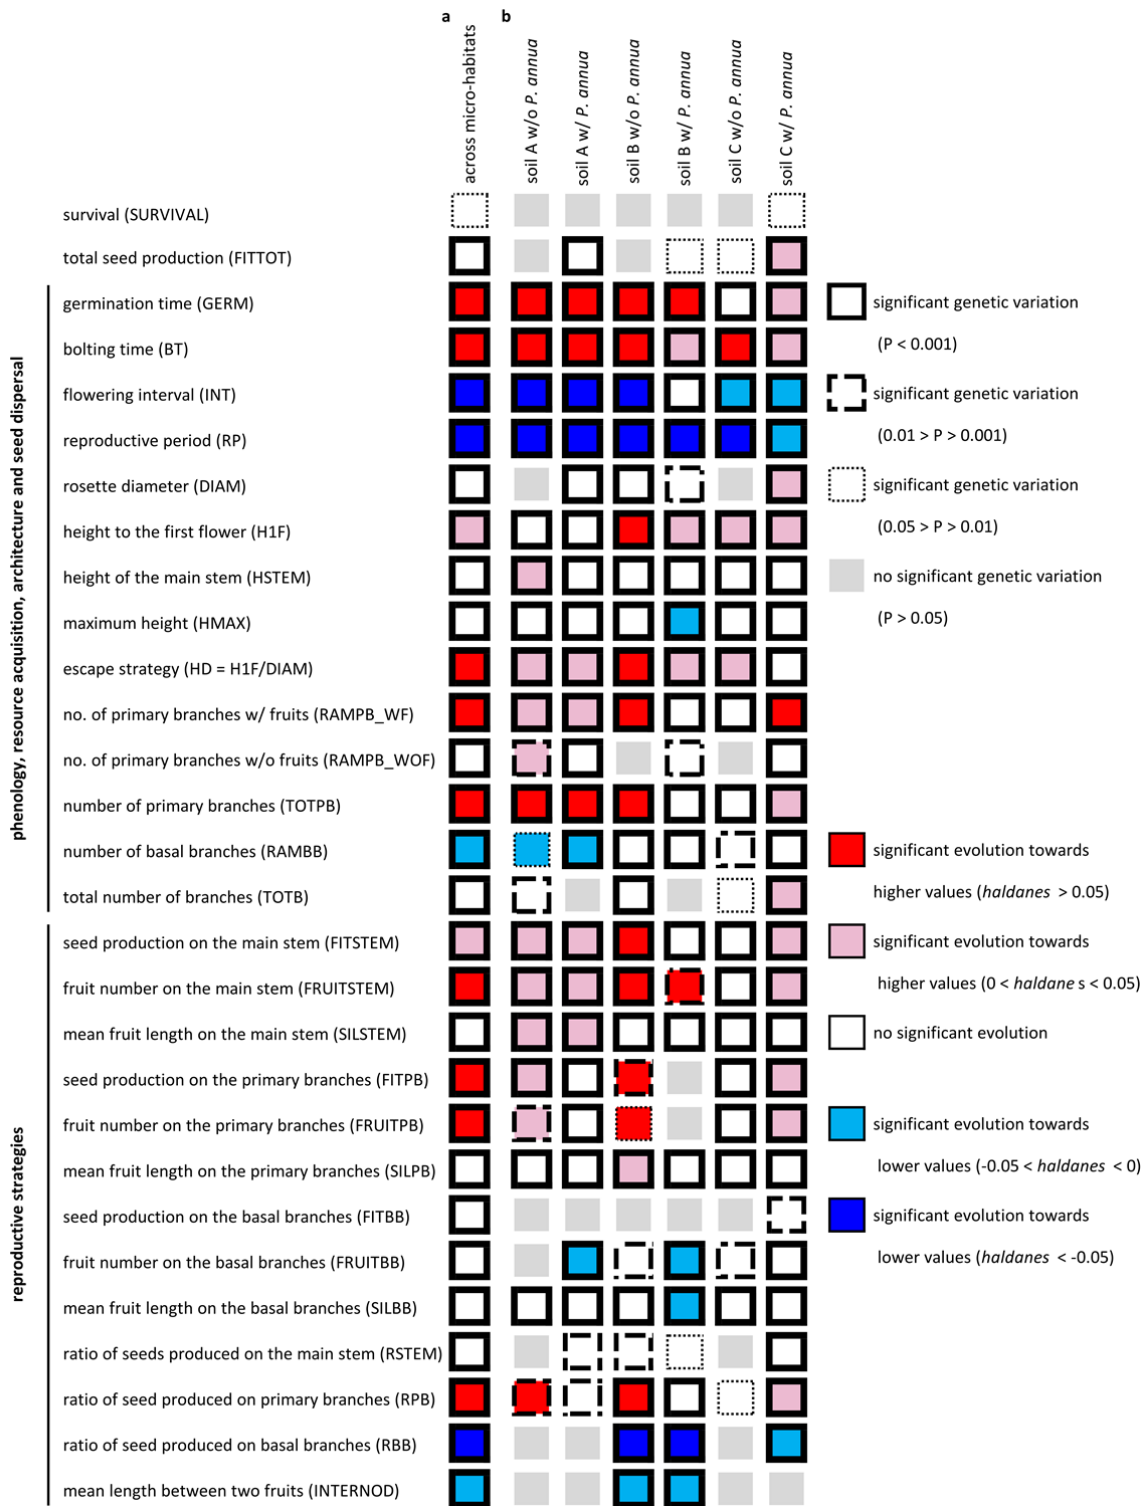 a
b
across micro-habitats
soil A w/o P. annua
soil A w/ P. annua
soil B w/o P. annua
soil B w/ P. annua
soil C w/o P. annua
soil C w/ P. annua
survival (SURVIVAL)
total seed production (FITTOT)
phenology, resource acquisition, architecture and seed dispersal
germination time (GERM)
bolting time (BT)
flowering interval (INT)
reproductive period (RP)
rosette diameter (DIAM)
height to the first flower (H1F)
height of the main stem (HSTEM)
maximum height (HMAX)
escape strategy (HD = H1F/DIAM)
no. of primary branches w/ fruits (RAMPB_WF)
no. of primary branches w/o fruits (RAMPB_WOF)
number of primary branches (TOTPB)
number of basal branches (RAMBB)
total number of branches (TOTB)
reproductive strategies
seed production on the main stem (FITSTEM)
fruit number on the main stem (FRUITSTEM)
mean fruit length on the main stem (SILSTEM)
seed production on the primary branches (FITPB)
fruit number on the primary branches (FRUITPB)
mean fruit length on the primary branches (SILPB)
seed production on the basal branches (FITBB)
fruit number on the basal branches (FRUITBB)
mean fruit length on the basal branches (SILBB)
ratio of seeds produced on the main stem (RSTEM)
ratio of seed produced on primary branches (RPB)
ratio of seed produced on basal branches (RBB)
mean length between two fruits (INTERNOD)
significant genetic variation
(P < 0.001)
significant genetic variation
(0.01 > P > 0.001)
significant genetic variation
(0.05 > P > 0.01)
no significant genetic variation
(P > 0.05)
significant evolution towards
higher values (haldanes > 0.05)
significant evolution towards
higher values (0 < haldane s < 0.05)
no significant evolution
significant evolution towards
lower values (-0.05 < haldanes < 0)
significant evolution towards
lower values (haldanes < -0.05)